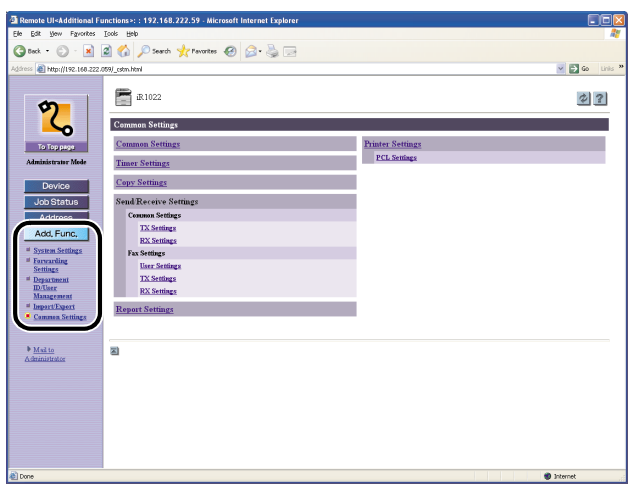 Remote UI<Additional Functions>: : 192.168.222.59 - Microsoft Internet Explorer
File Edit View Favorites Tools Help
Back Search Favorites
Address http://192.168.222.059/_cstm.html Go Links »
iR1022
To Top page
Administrator Mode
Device
Job Status
Address
Add. Func.
System Settings
Forwarding
Settings
Department
ID/User
Management
Import/Export
Common Settings
Mail to
Administrator
Common Settings
Common Settings
Timer Settings
Copy Settings
Send/Receive Settings
Common Settings
TX Settings
RX Settings
Fax Settings
User Settings
TX Settings
RX Settings
Report Settings
Printer Settings
PCL Settings
Done Internet